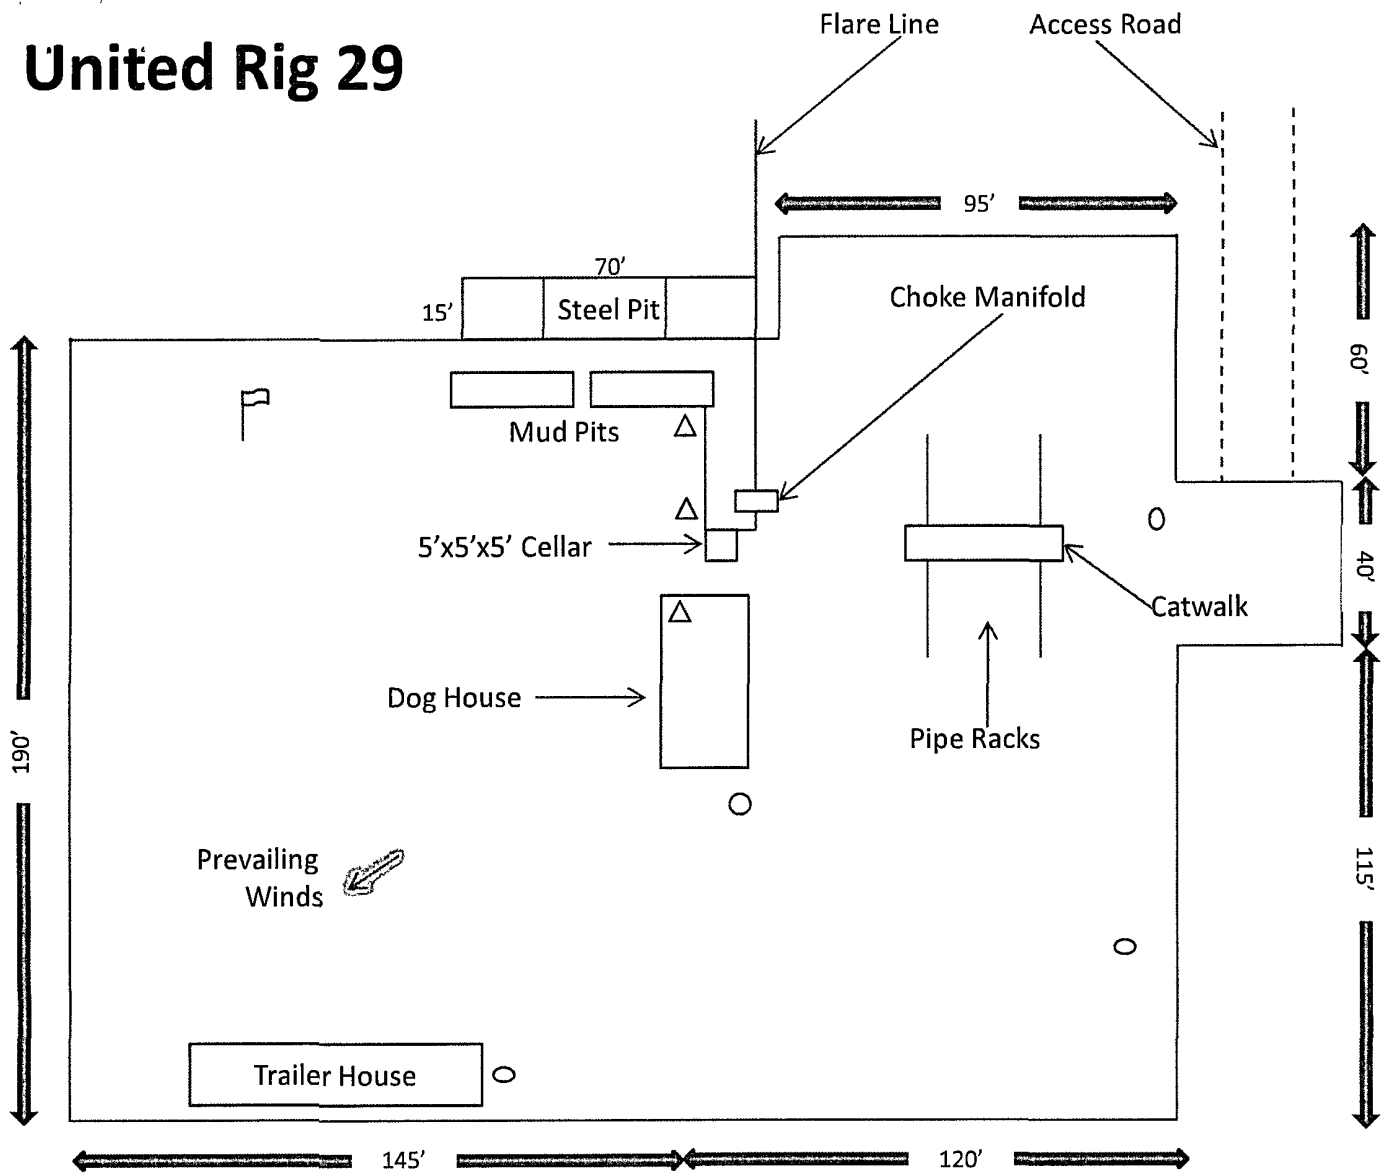 United Rig 29
Flare Line
Access Road
95'
70'
15'
Steel Pit
Choke Manifold
60'
Mud Pits
5'x5'x5' Cellar
40'
Catwalk
Dog House
Pipe Racks
190'
Prevailing
Winds
115'
Trailer House
145'
120'